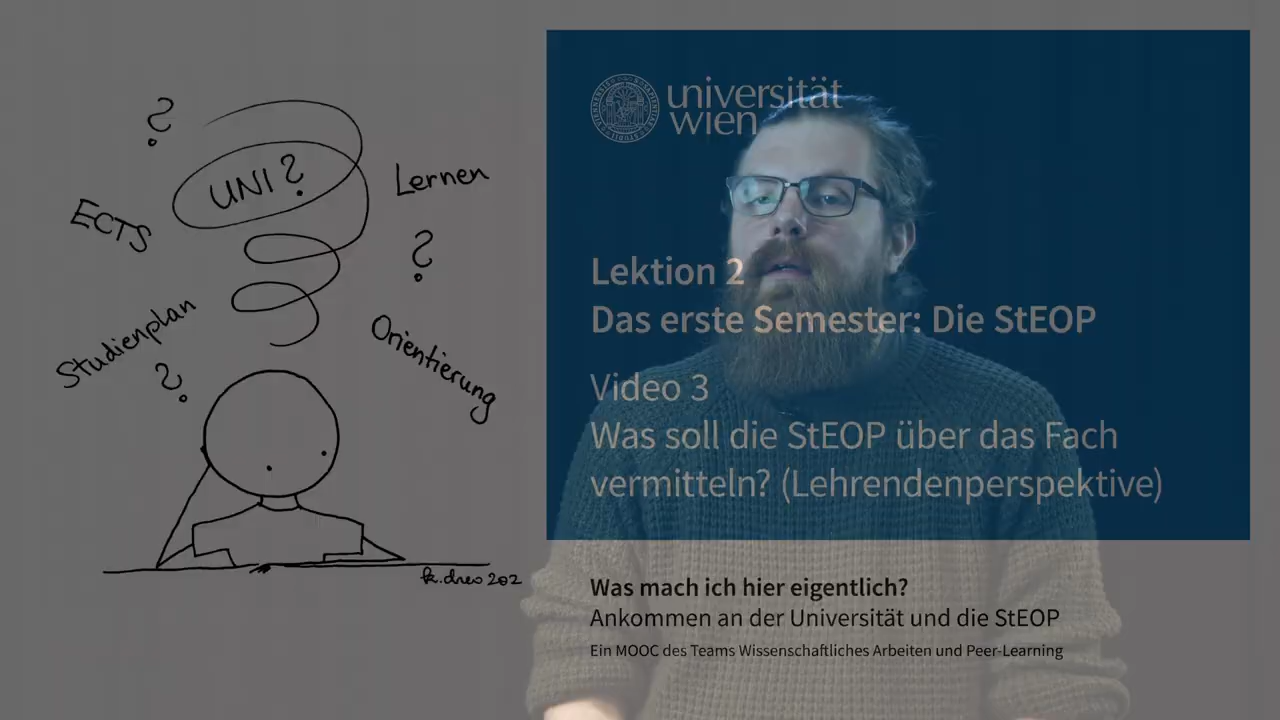 ?
UNI?
Lernen
ECTS
?
Studienplan
?
Orientierung
universität
wien
Lektion 2
Das erste Semester: Die StEOP
Video 3
Was soll die StEOP über das Fach
vermitteln? (Lehrendenperspektive)
Was mach ich hier eigentlich?
Ankommen an der Universität und die StEOP
Ein MOOC des Teams Wissenschaftliches Arbeiten und Peer-Learning